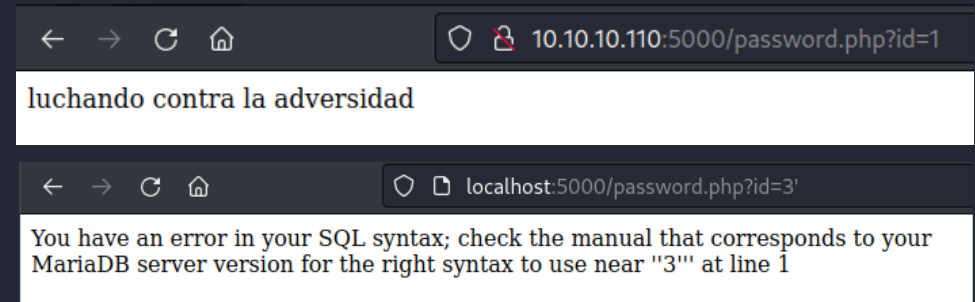 10.10.10.110:5000/password.php?id=1
luchando contra la adversidad
localhost:5000/password.php?id=3'
You have an error in your SQL syntax; check the manual that corresponds to your
MariaDB server version for the right syntax to use near ''3''' at line 1